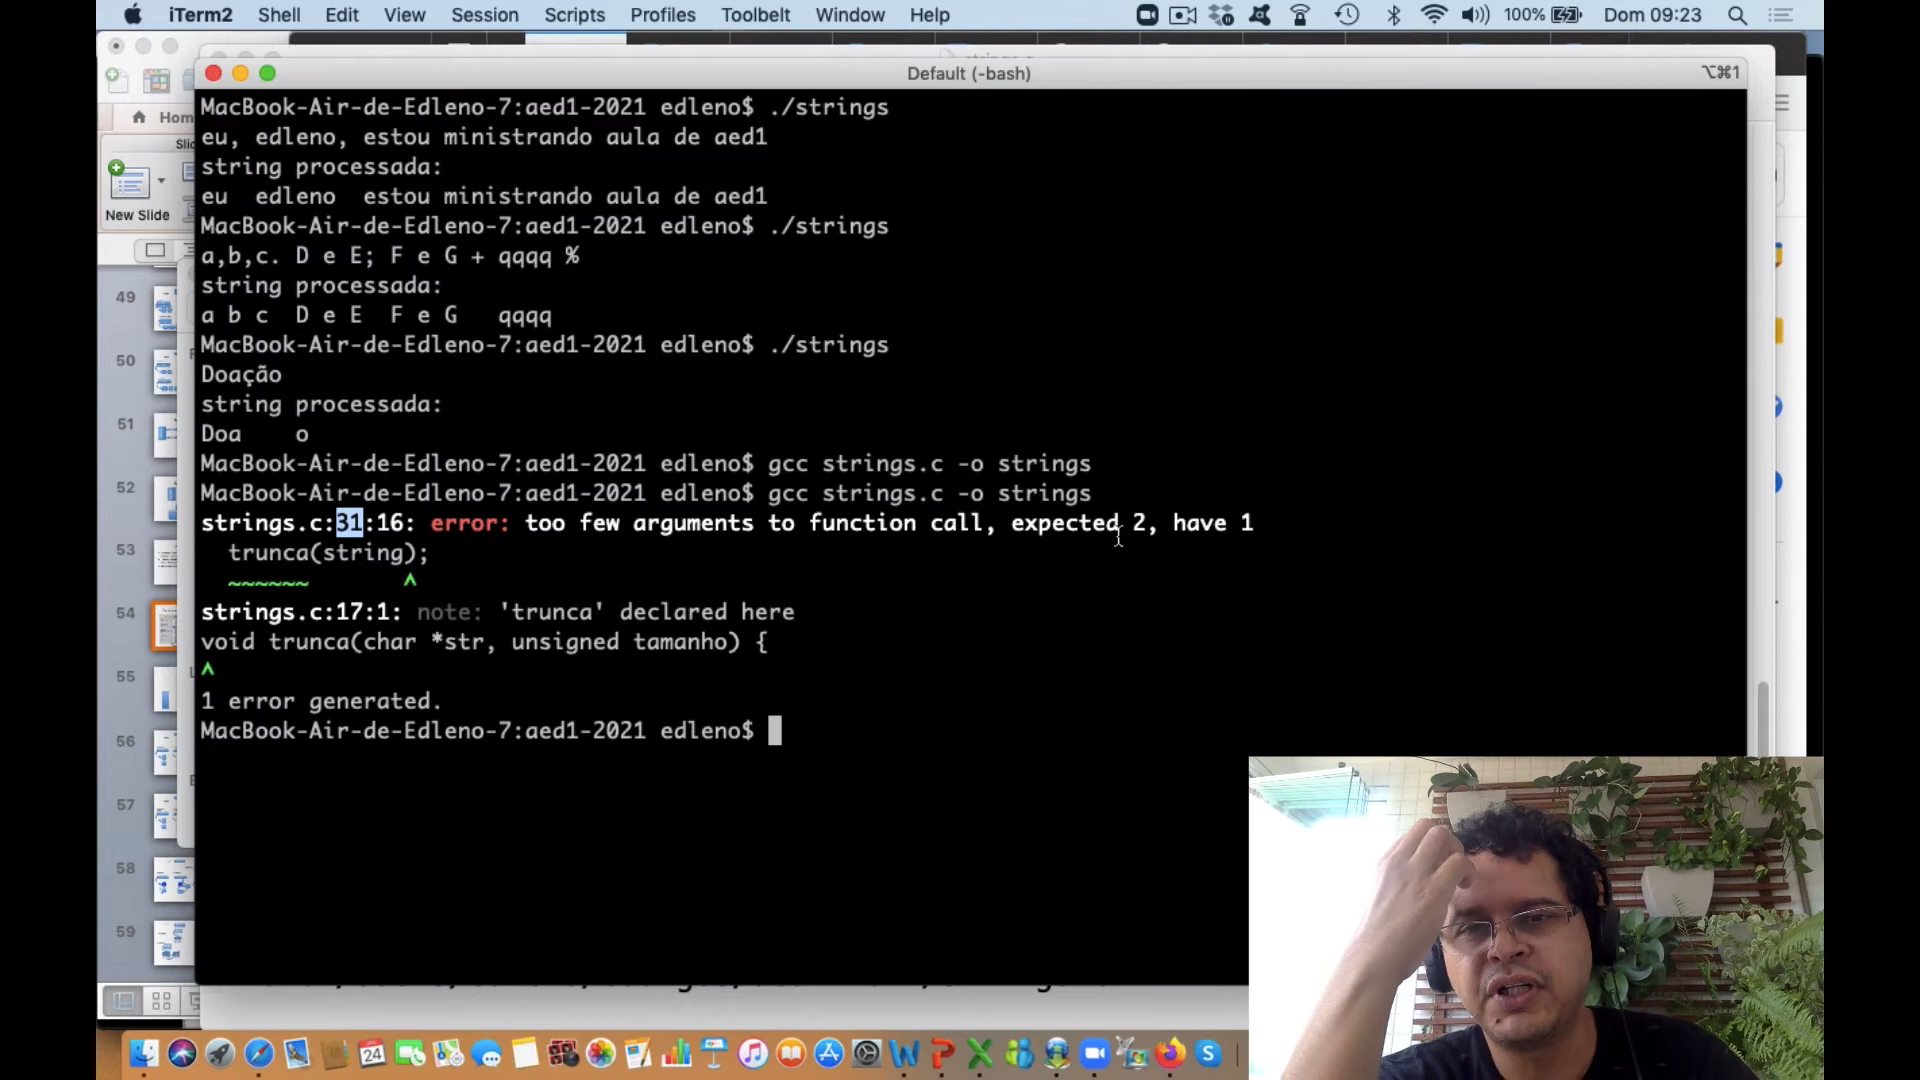 iTerm2 Shell Edit View Session Scripts Profiles Toolbelt Window Help 100% Dom 09:23
Default (-bash) ⌥⌘1
MacBook-Air-de-Edleno-7:aed1-2021 edleno$ ./strings
eu, edleno, estou ministrando aula de aed1
string processada:
eu  edleno  estou ministrando aula de aed1
MacBook-Air-de-Edleno-7:aed1-2021 edleno$ ./strings
a,b,c. D e E; F e G + qqqq %
string processada:
a b c  D e E  F e G   qqqq
MacBook-Air-de-Edleno-7:aed1-2021 edleno$ ./strings
Doação
string processada:
Doa    o
MacBook-Air-de-Edleno-7:aed1-2021 edleno$ gcc strings.c -o strings
MacBook-Air-de-Edleno-7:aed1-2021 edleno$ gcc strings.c -o strings
strings.c:31:16: error: too few arguments to function call, expected 2, have 1
  trunca(string);
  ~~~~~~       ^
strings.c:17:1: note: 'trunca' declared here
void trunca(char *str, unsigned tamanho) {
^
1 error generated.
MacBook-Air-de-Edleno-7:aed1-2021 edleno$
Hom
New Slide
49
50
51
52
53
54
55
56
57
58
59
24